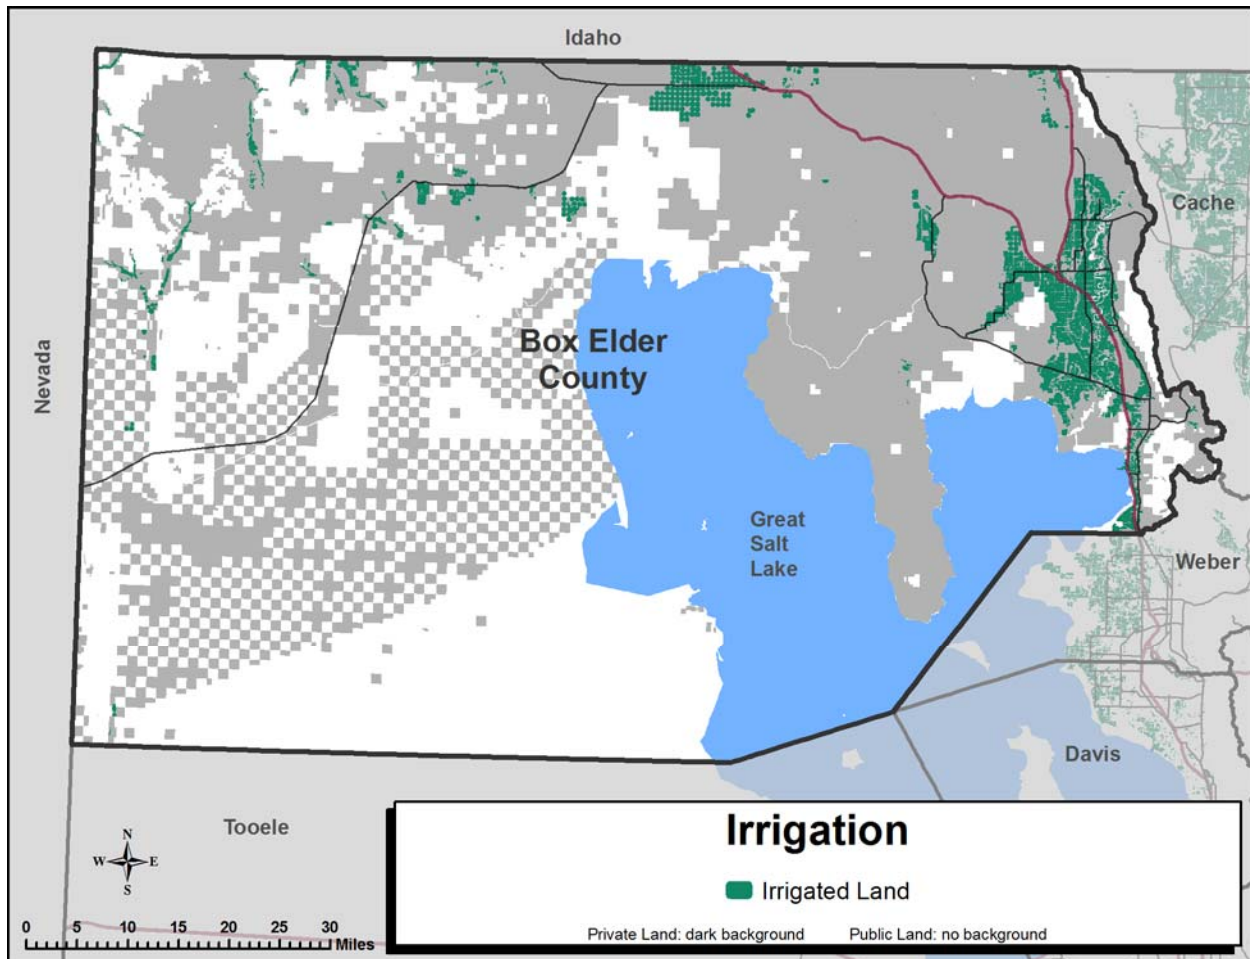 Idaho
Cache
Nevada
Box Elder
County
Great
Salt
Lake
Weber
Davis
Tooele
N
W E
S
0 5 10 15 20 25 30
Miles
Irrigation
Irrigated Land
Private Land: dark background Public Land: no background